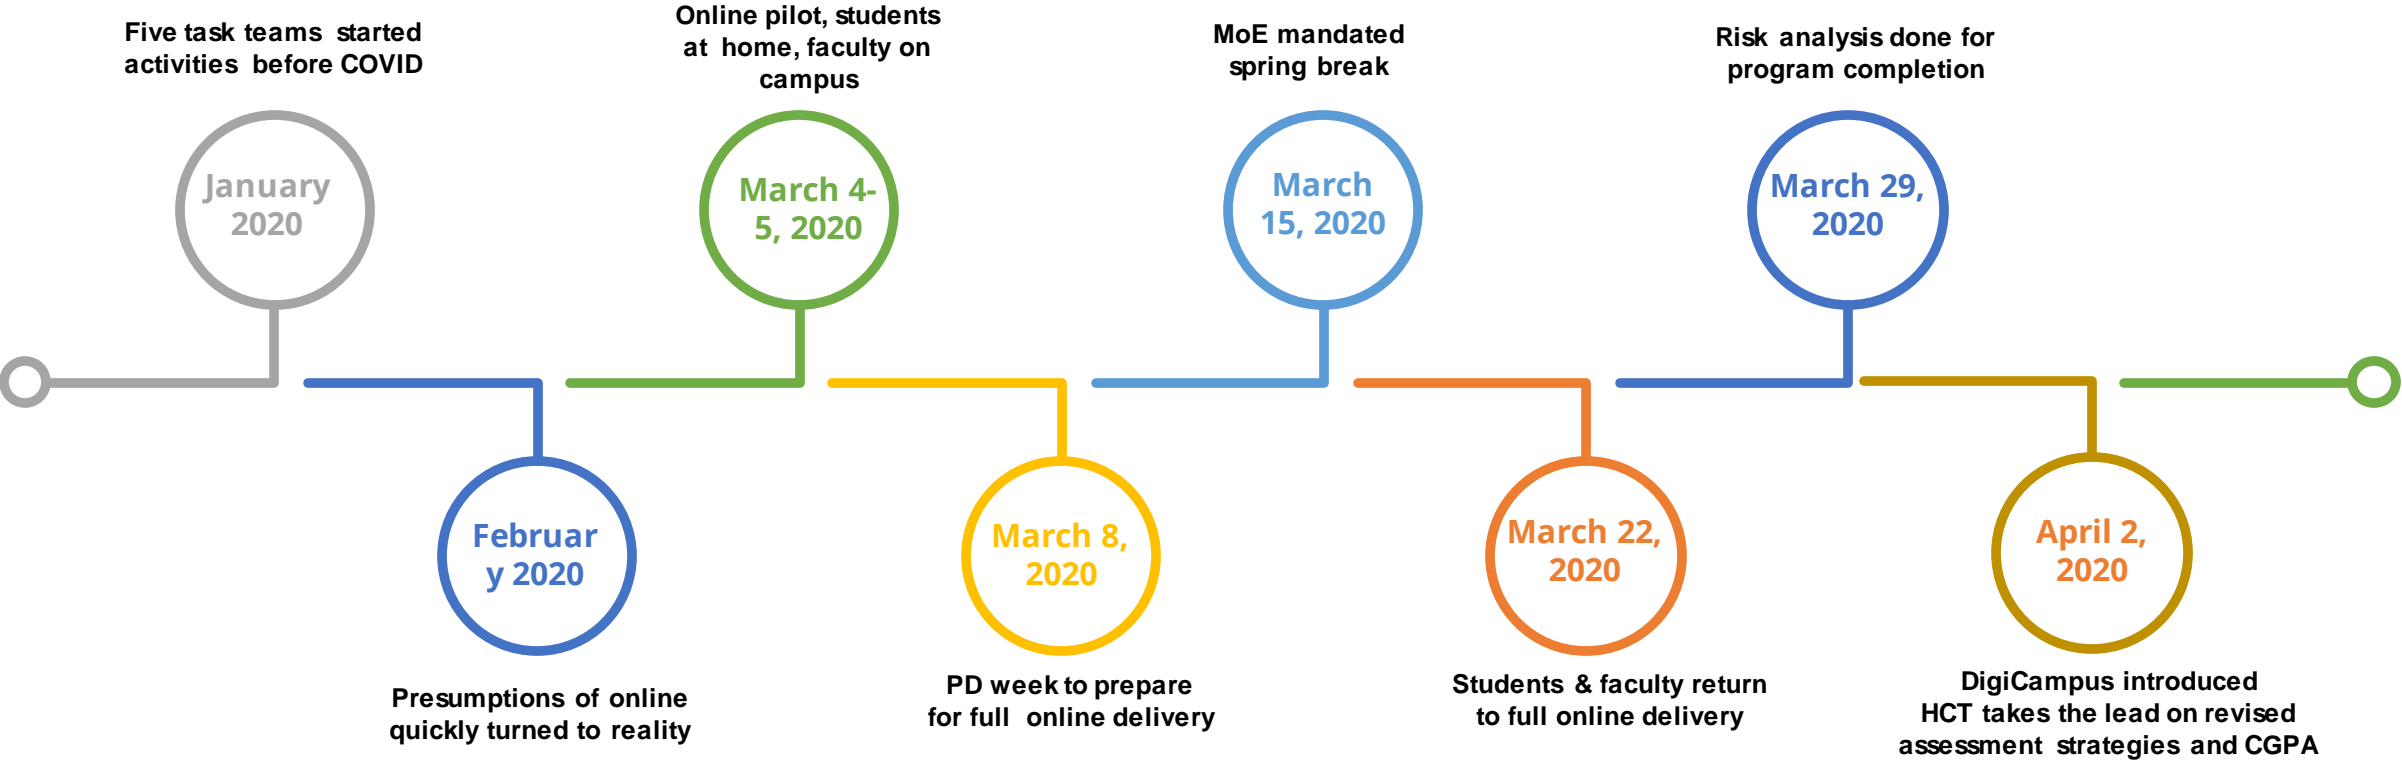 Five task teams started
activities before COVID
January
2020
Februar
y 2020
Presumptions of online
quickly turned to reality
Online pilot, students
at home, faculty on
campus
March 4-
5, 2020
March 8,
2020
PD week to prepare
for full online delivery
MoE mandated
spring break
March
15, 2020
March 22,
2020
Students & faculty return
to full online delivery
Risk analysis done for
program completion
March 29,
2020
April 2,
2020
DigiCampus introduced
HCT takes the lead on revised
assessment strategies and CGPA